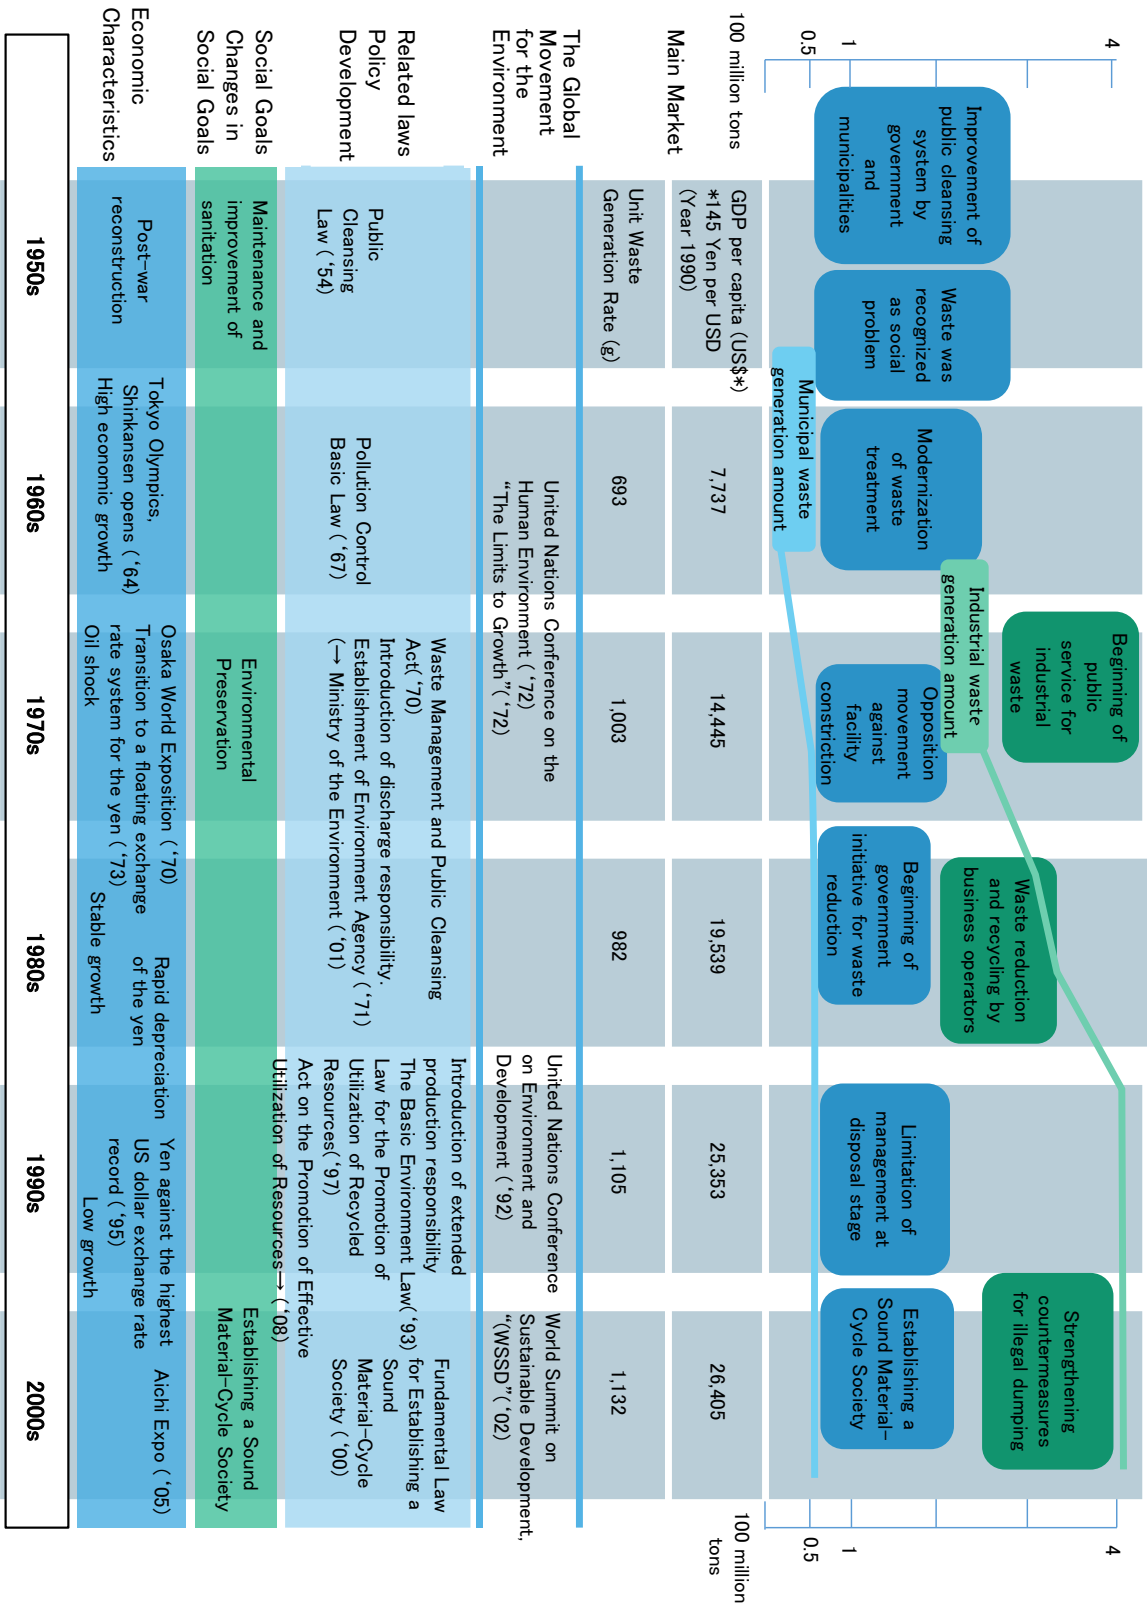 100 million tons
4
1
0.5
Improvement of
public cleansing
system by
government
and
municipalities
Waste was
recognized
as social
problem
Modernization
of waste
treatment
Beginning of
public
service for
industrial
waste
Opposition
movement
against
facility
constriction
Waste reduction
and recycling by
business operators
Beginning of
government
initiative for waste
reduction
Limitation of
management at
disposal stage
Strengthening
countermeasures
for illegal dumping
Establishing a
Sound Material-
Cycle Society
Industrial waste
generation amount
Municipal waste
generation amount
4
1
0.5
100 million
tons
Main Market
GDP per capita (US$*)
*145 Yen per USD
(Year 1990)
7,737
14,445
19,539
25,353
26,405
Unit Waste
Generation Rate (g)
693
1,003
982
1,105
1,132
The Global
Movement
for the
Environment
United Nations Conference on the
Human Environment ( '72)
"The Limits to Growth"( '72)
United Nations Conference
on Environment and
Development ( '92)
World Summit on
Sustainable Development,
"(WSSD"( '02)
Related laws
Policy
Development
Public
Cleansing
Law ( '54)
Pollution Control
Basic Law ( '67)
Waste Management and Public Cleansing
Act( '70)
Introduction of discharge responsibility.
Establishment of Environment Agency ( '71)
(→ Ministry of the Environment ( '01)
Introduction of extended
production responsibility
The Basic Environment Law( '93)
Law for the Promotion of
Utilization of Recycled
Resources( '97)
Act on the Promotion of Effective
Utilization of Resources→ ( '08)
Fundamental Law
for Establishing a
Sound
Material-Cycle
Society ( '00)
Social Goals
Changes in
Social Goals
Maintenance and
improvement of
sanitation
Environmental
Preservation
Establishing a Sound
Material-Cycle Society
Economic
Characteristics
Post-war
reconstruction
Tokyo Olympics,
Shinkansen opens ( '64)
High economic growth
Osaka World Exposition ( '70)
Transition to a floating exchange
rate system for the yen ( '73)
Oil shock
Stable growth
Rapid depreciation
of the yen
Yen against the highest
US dollar exchange rate
record ( '95)
Low growth
Aichi Expo ( '05)
1950s
1960s
1970s
1980s
1990s
2000s